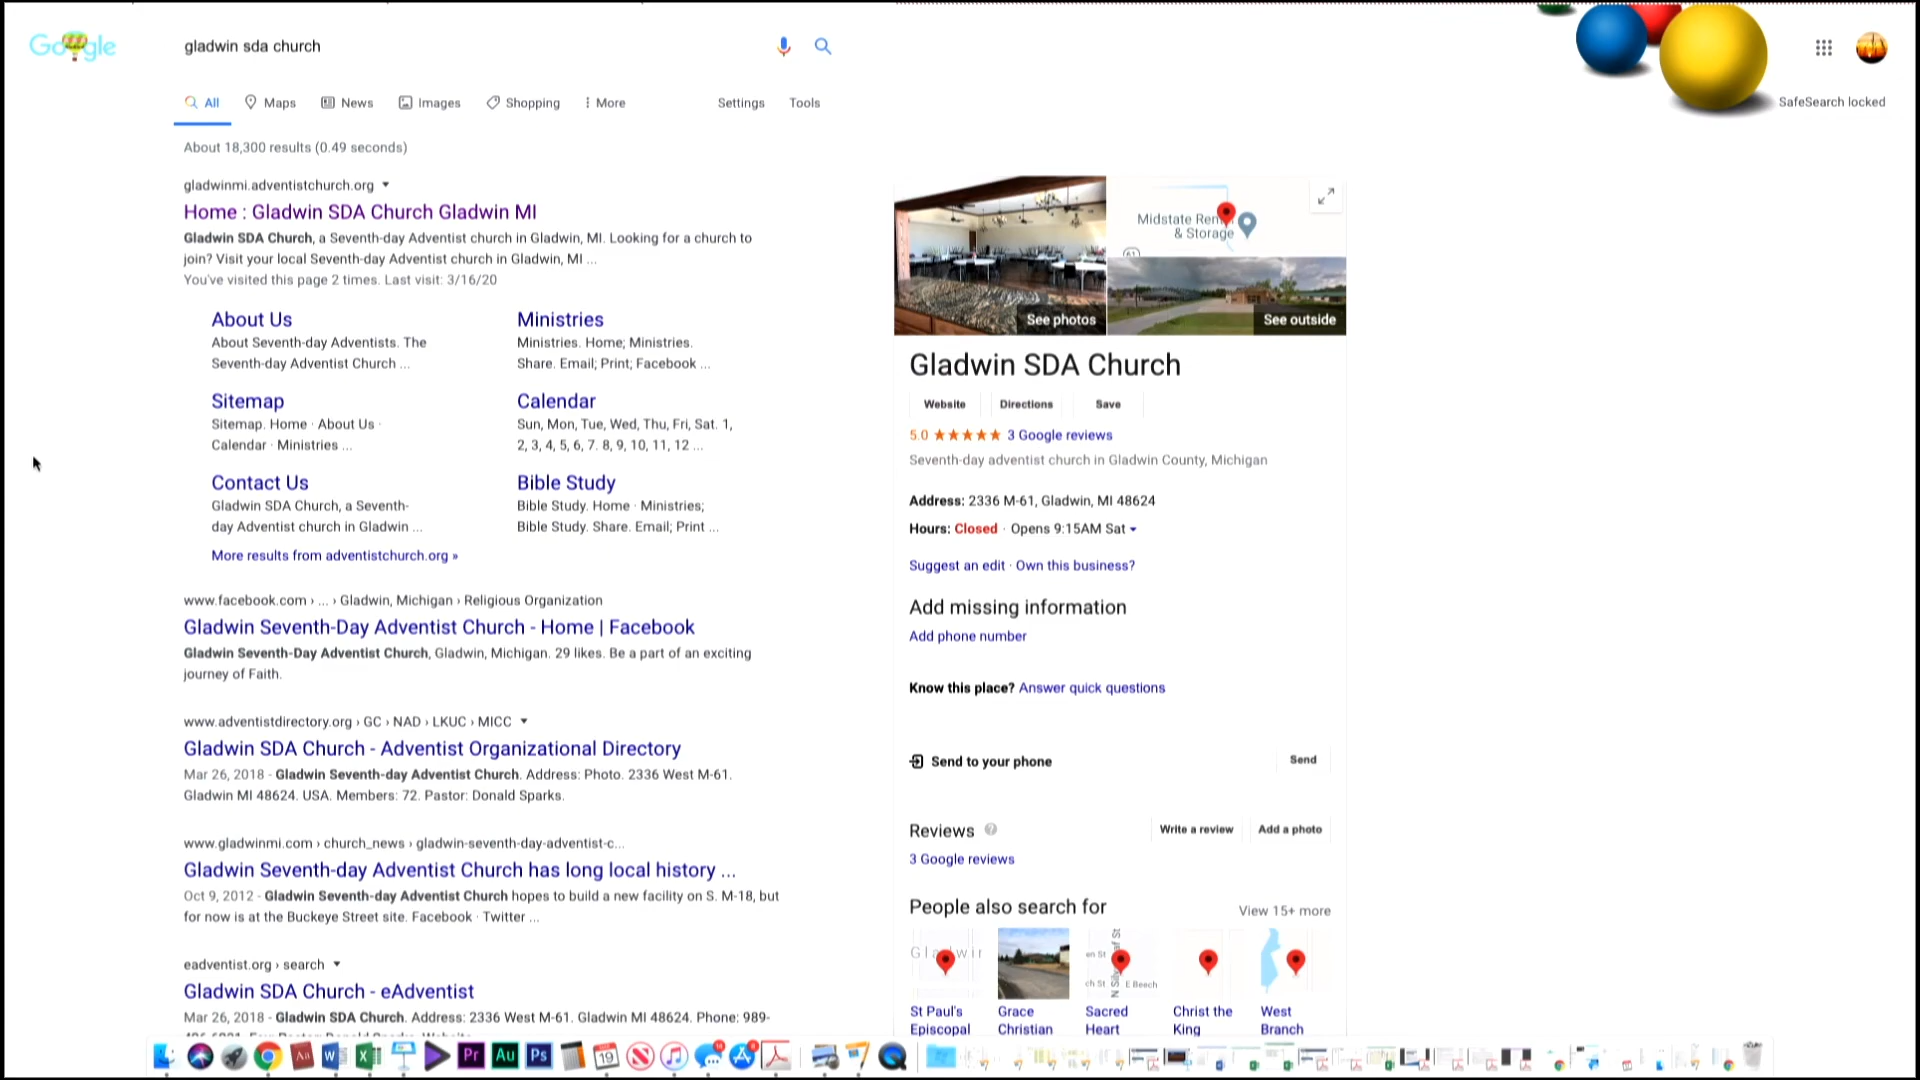 Google
gladwin sda church
All Maps News Images Shopping More Settings Tools
SafeSearch locked
About 18,300 results (0.49 seconds)
gladwinmi.adventistchurch.org
Home : Gladwin SDA Church Gladwin MI
Gladwin SDA Church, a Seventh-day Adventist church in Gladwin, MI. Looking for a church to
join? Visit your local Seventh-day Adventist church in Gladwin, MI ...
You've visited this page 2 times. Last visit: 3/16/20
About Us
About Seventh-day Adventists. The
Seventh-day Adventist Church ...
Ministries
Ministries. Home; Ministries.
Share. Email; Print; Facebook ...
Sitemap
Sitemap. Home · About Us ·
Calendar · Ministries ...
Calendar
Sun, Mon, Tue, Wed, Thu, Fri, Sat. 1,
2, 3, 4, 5, 6, 7. 8, 9, 10, 11, 12 ...
Contact Us
Gladwin SDA Church, a Seventh-
day Adventist church in Gladwin ...
Bible Study
Bible Study. Home · Ministries;
Bible Study. Share. Email; Print ...
More results from adventistchurch.org »
www.facebook.com › ... › Gladwin, Michigan › Religious Organization
Gladwin Seventh-Day Adventist Church - Home | Facebook
Gladwin Seventh-Day Adventist Church, Gladwin, Michigan. 29 likes. Be a part of an exciting
journey of Faith.
www.adventistdirectory.org › GC › NAD › LKUC › MICC
Gladwin SDA Church - Adventist Organizational Directory
Mar 26, 2018 - Gladwin Seventh-day Adventist Church. Address: Photo. 2336 West M-61.
Gladwin MI 48624. USA. Members: 72. Pastor: Donald Sparks.
www.gladwinmi.com › church_news › gladwin-seventh-day-adventist-c...
Gladwin Seventh-day Adventist Church has long local history ...
Oct 9, 2012 - Gladwin Seventh-day Adventist Church hopes to build a new facility on S. M-18, but
for now is at the Buckeye Street site. Facebook · Twitter ...
eadventist.org › search
Gladwin SDA Church - eAdventist
Mar 26, 2018 - Gladwin SDA Church. Address: 2336 West M-61. Gladwin MI 48624. Phone: 989-
Midstate
& Storage
61
See photos
See outside
Gladwin SDA Church
Website Directions Save
5.0 ★★★★★ 3 Google reviews
Seventh-day adventist church in Gladwin County, Michigan
Address: 2336 M-61, Gladwin, MI 48624
Hours: Closed · Opens 9:15AM Sat
Suggest an edit · Own this business?
Add missing information
Add phone number
Know this place? Answer quick questions
Send to your phone Send
Reviews Write a review Add a photo
3 Google reviews
People also search for View 15+ more
E Beech
St Paul's
Episcopal
Grace
Christian
Sacred
Heart
Christ the
King
West
Branch
W X Pr Au Ps 19